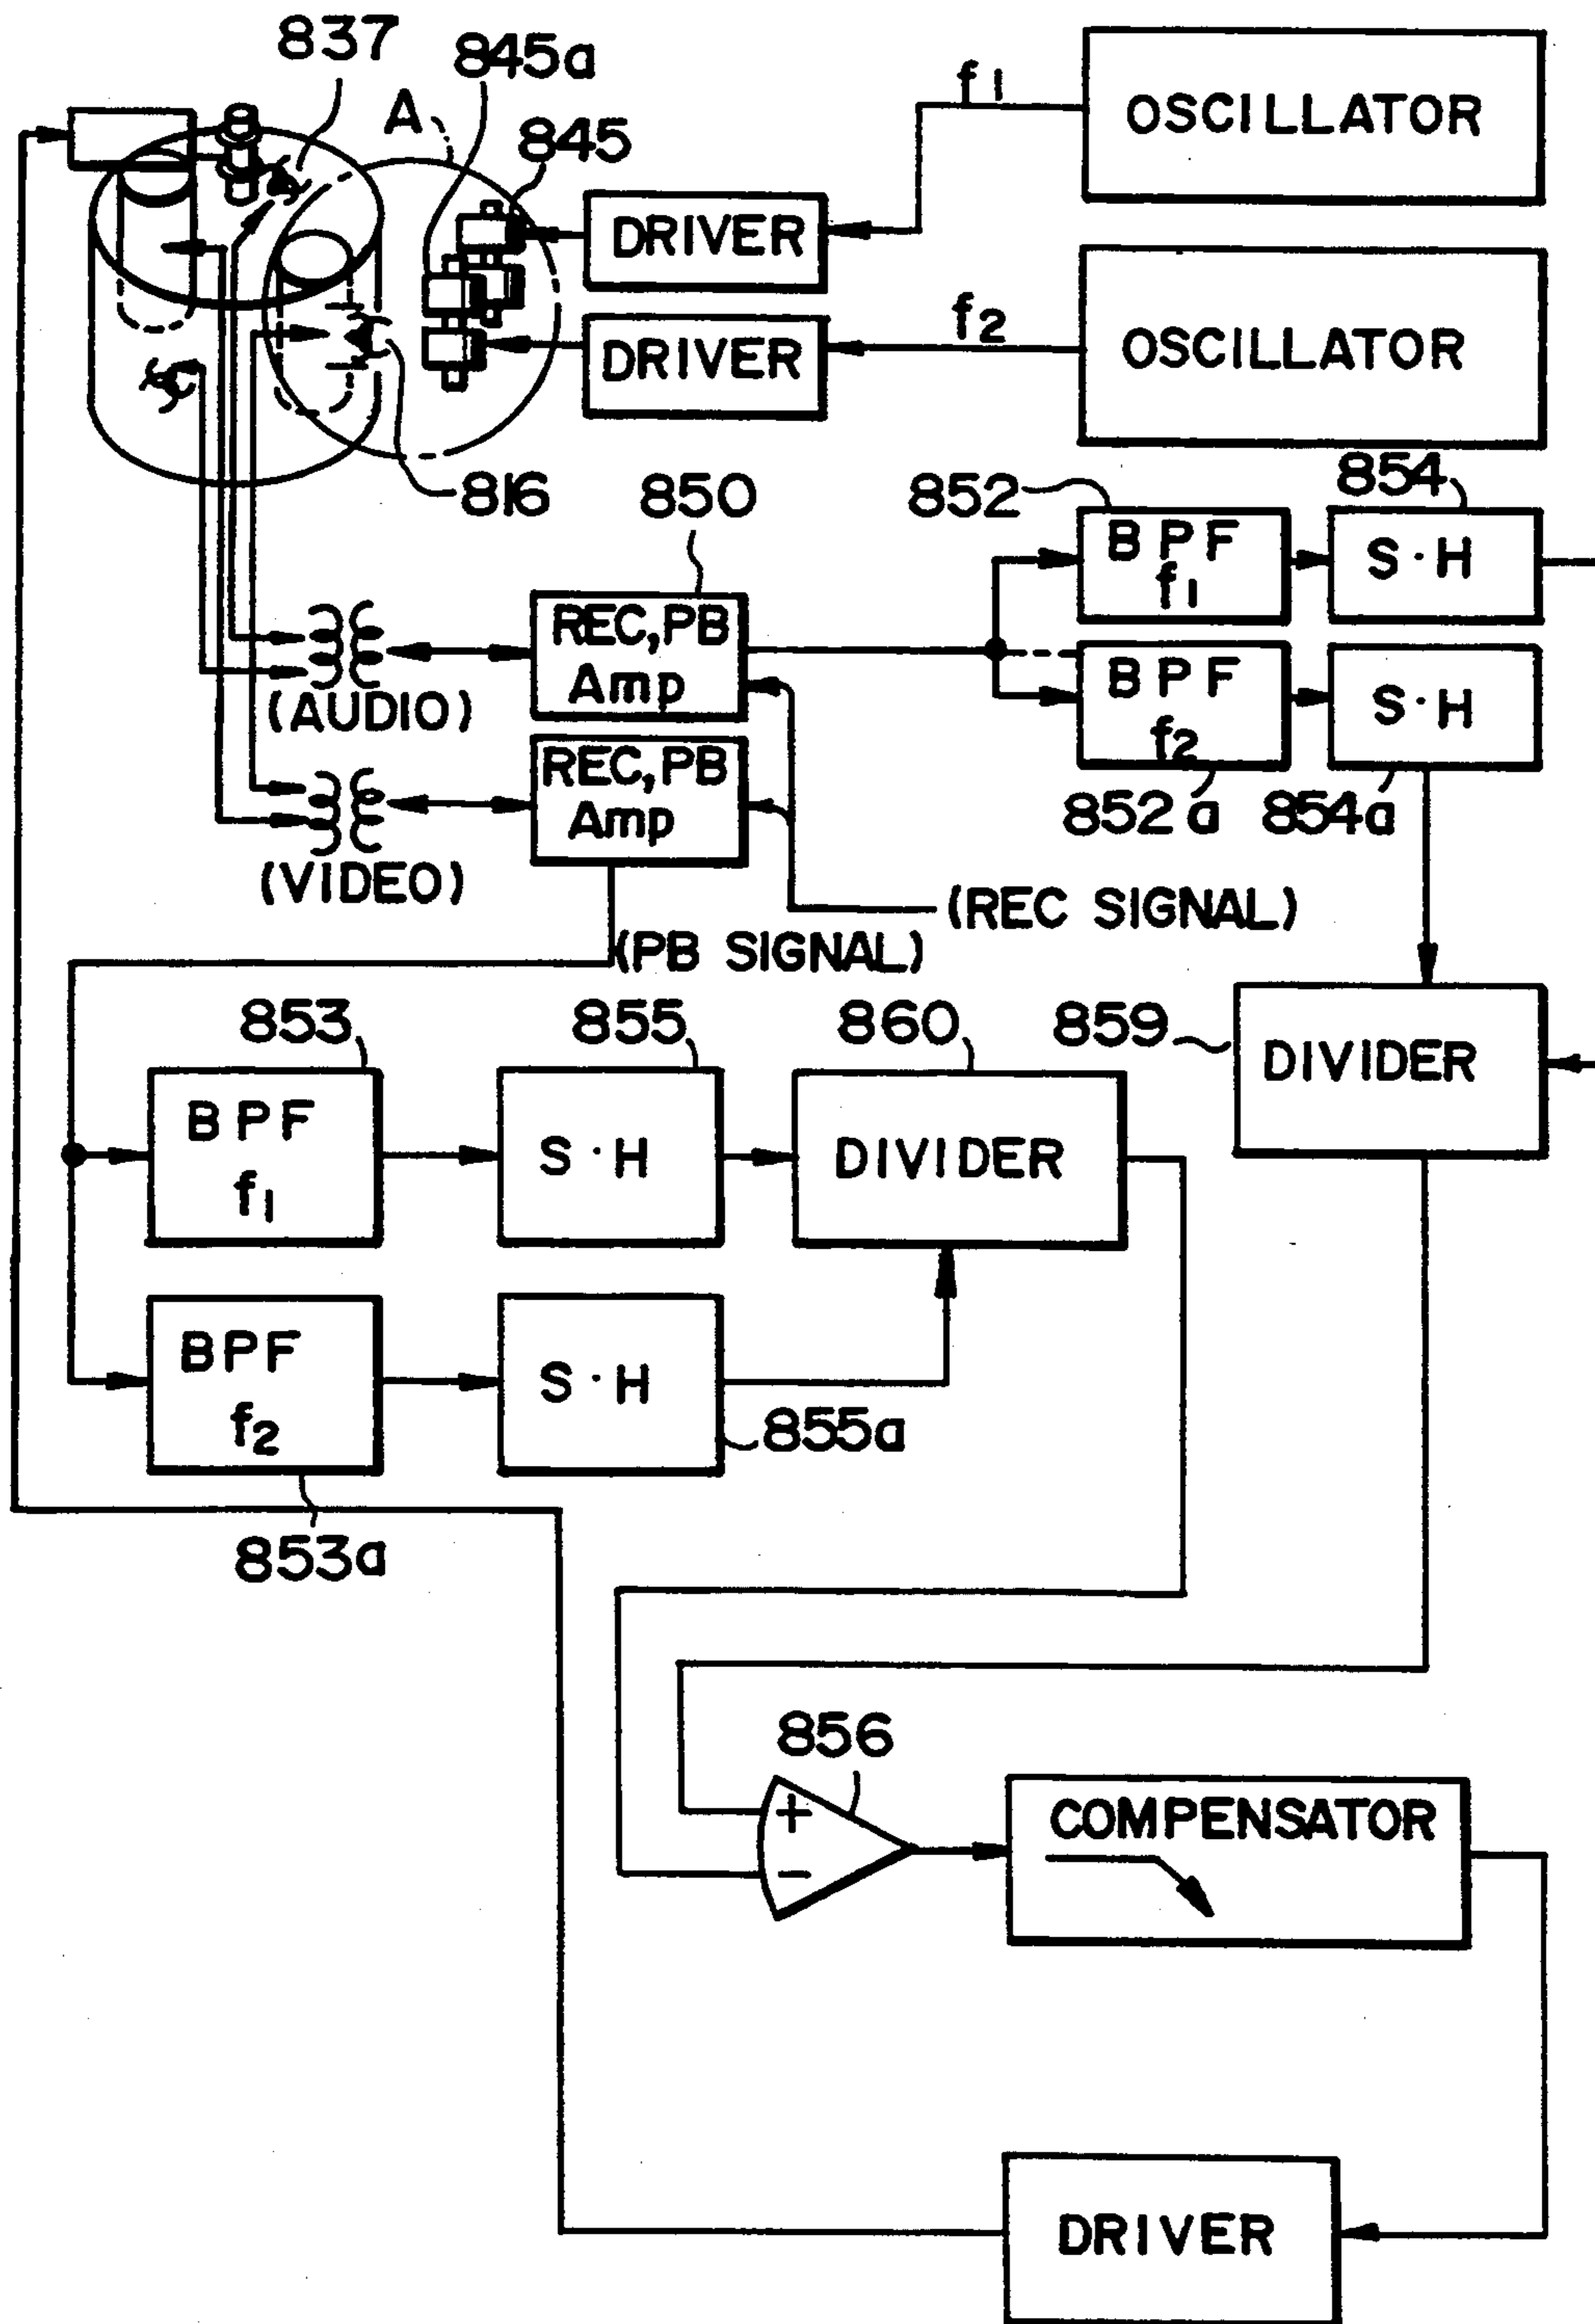 837
845a
A
845
f1
OSCILLATOR
DRIVER
f2
OSCILLATOR
DRIVER
816
850
852
854
BPF
f1
S·H
REC, PB
Amp
(AUDIO)
BPF
f2
S·H
852a
854a
REC, PB
Amp
(VIDEO)
(REC SIGNAL)
(PB SIGNAL)
853
855
860
859
DIVIDER
BPF
f1
S·H
DIVIDER
BPF
f2
S·H
855a
853a
856
+
−
COMPENSATOR
DRIVER